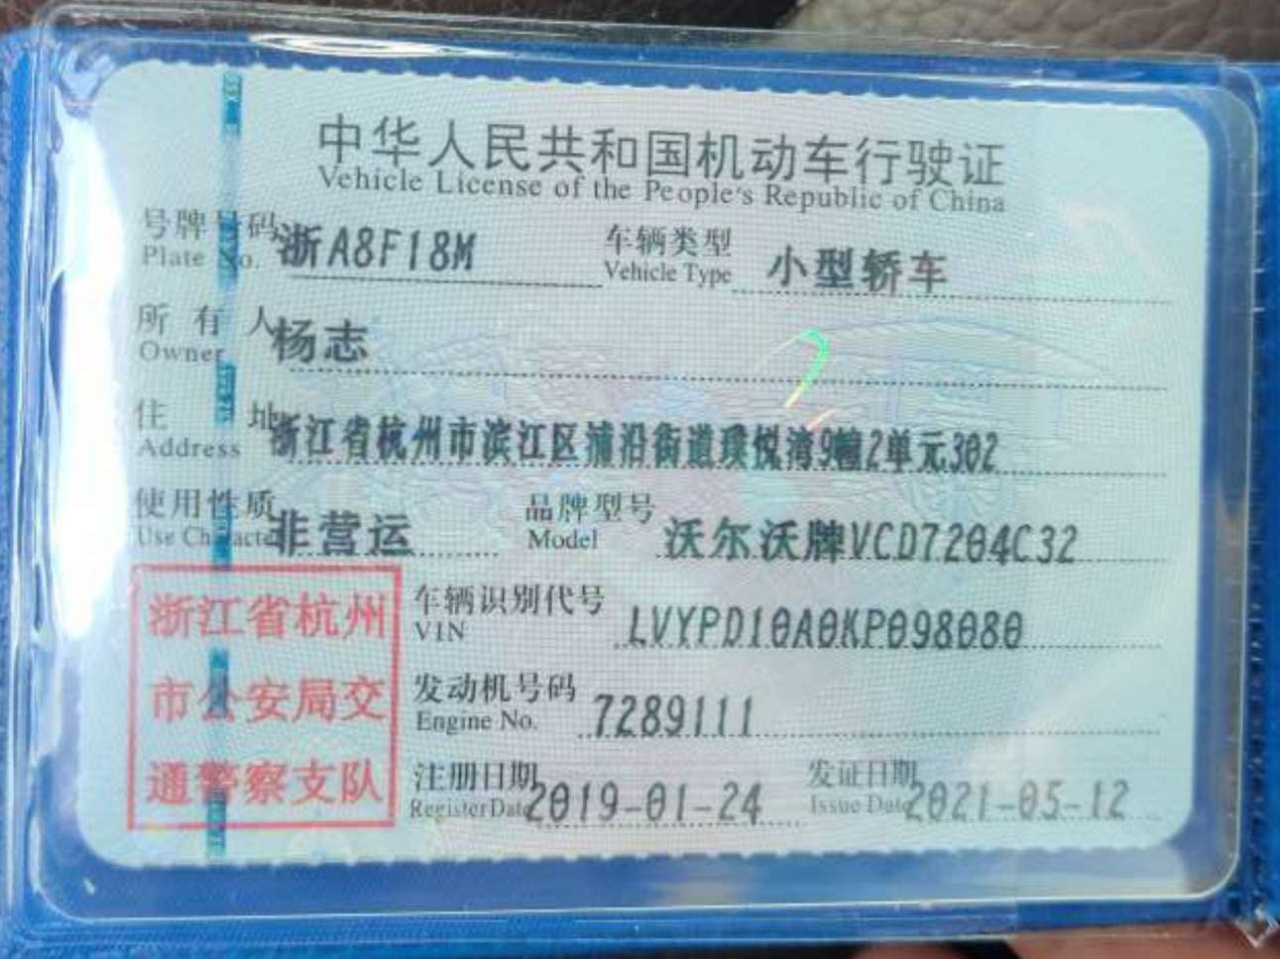 中华人民共和国机动车行驶证
Vehicle License of the People's Republic of China
号牌号码 浙A8F18M 车辆类型 小型轿车
Plate No. Vehicle Type
所有人 杨志
Owner
住址 浙江省杭州市滨江区浦沿街道璞悦湾9幢2单元302
Address
使用性质 非营运 品牌型号 沃尔沃牌VCD7204C32
Use Character Model
浙江省杭州
市公安局交
通警察支队
车辆识别代号 LVYPD10A0KP098080
VIN
发动机号码 7289111
Engine No.
注册日期 2019-01-24 发证日期 2021-05-12
Register Date Issue Date